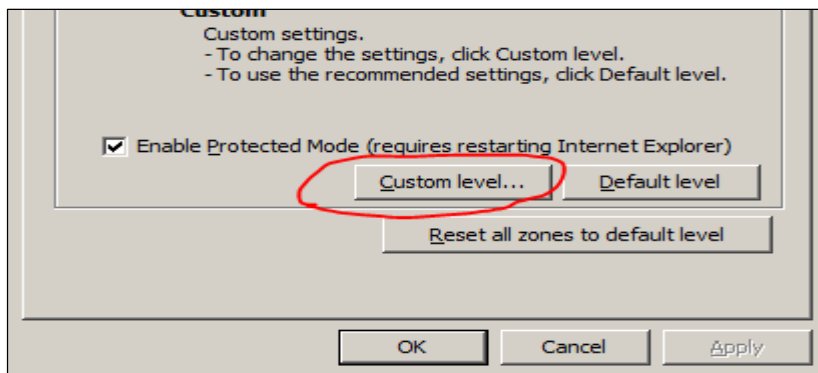 Custom
Custom settings.
- To change the settings, click Custom level.
- To use the recommended settings, click Default level.
Enable Protected Mode (requires restarting Internet Explorer)
Custom level... Default level
Reset all zones to default level
OK Cancel Apply